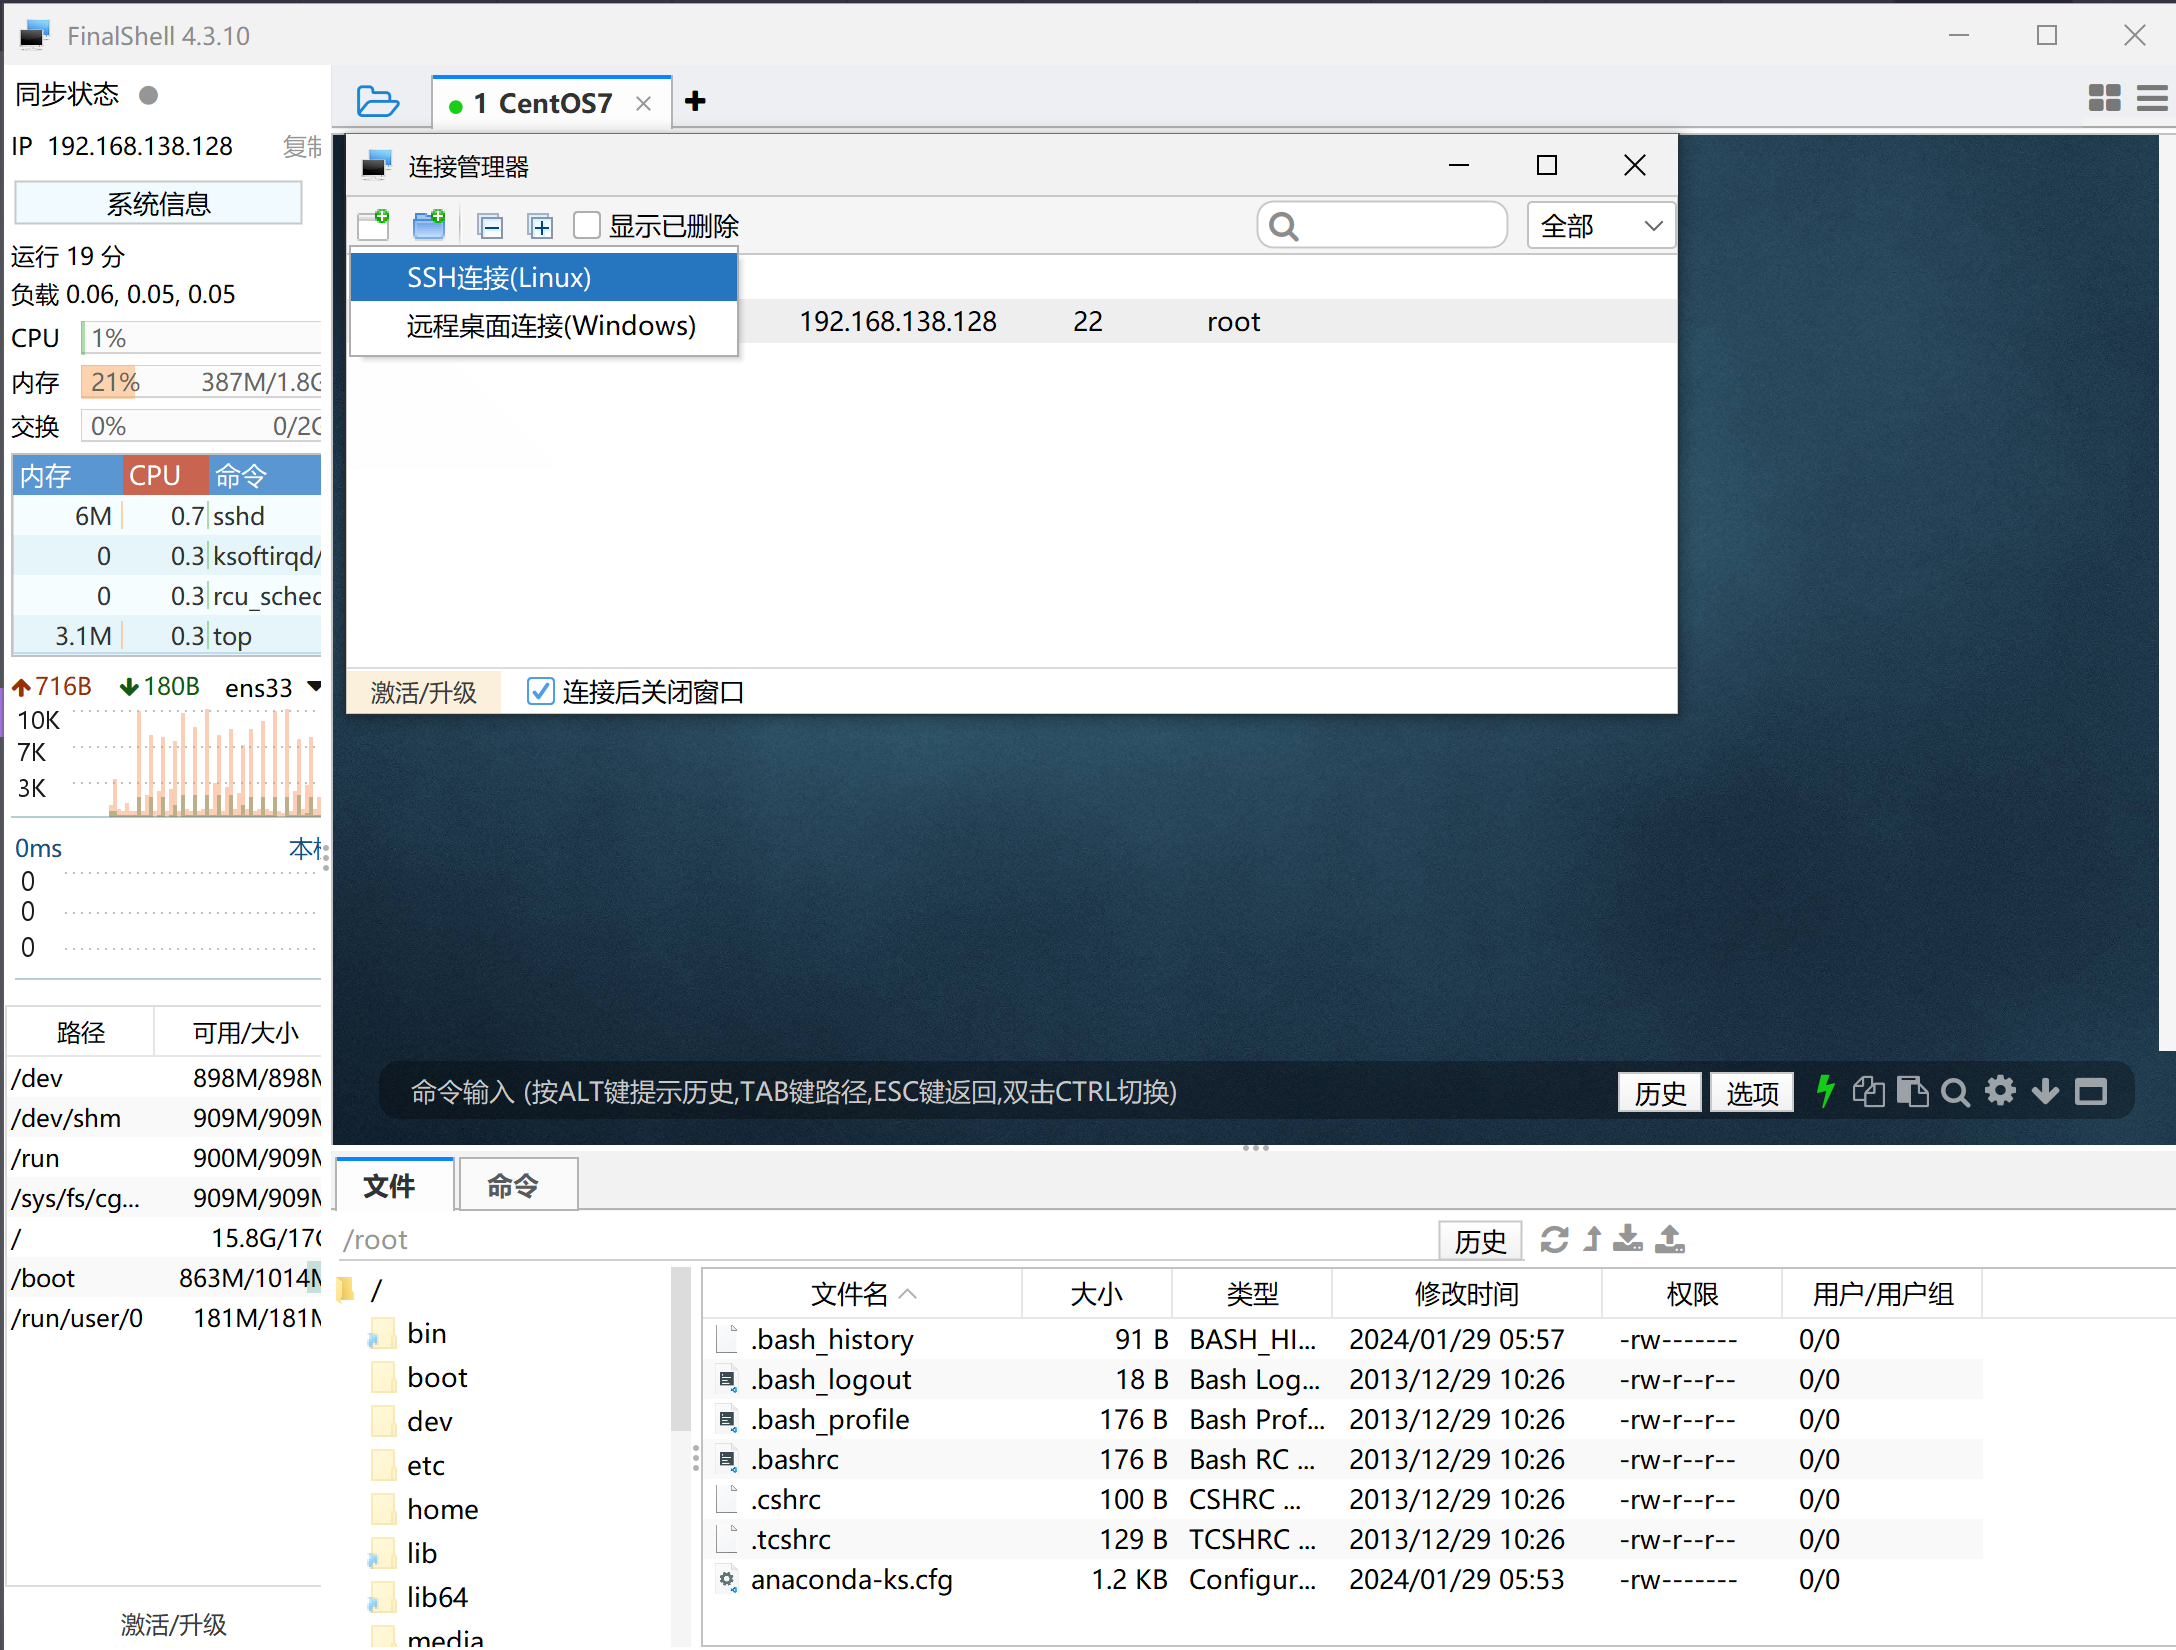 FinalShell 4.3.10
同步状态
IP 192.168.138.128 复制
系统信息
运行 19 分
负载 0.06, 0.05, 0.05
CPU 1%
内存 21% 387M/1.8G
交换 0% 0/2G
内存 CPU 命令
6M 0.7 sshd
0 0.3 ksoftirqd/
0 0.3 rcu_sched
3.1M 0.3 top
716B 180B ens33
10K
7K
3K
0ms 本机
0
0
0
路径 可用/大小
/dev 898M/898M
/dev/shm 909M/909M
/run 900M/909M
/sys/fs/cg... 909M/909M
/ 15.8G/17G
/boot 863M/1014M
/run/user/0 181M/181M
激活/升级
1 CentOS7
连接管理器
显示已删除
全部
SSH连接(Linux)
远程桌面连接(Windows)
192.168.138.128 22 root
激活/升级 连接后关闭窗口
命令输入 (按ALT键提示历史,TAB键路径,ESC键返回,双击CTRL切换)
历史 选项
文件 命令
/root 历史
/
bin
boot
dev
etc
home
lib
lib64
media
文件名 大小 类型 修改时间 权限 用户/用户组
.bash_history 91 B BASH_HI... 2024/01/29 05:57 -rw------- 0/0
.bash_logout 18 B Bash Log... 2013/12/29 10:26 -rw-r--r-- 0/0
.bash_profile 176 B Bash Prof... 2013/12/29 10:26 -rw-r--r-- 0/0
.bashrc 176 B Bash RC ... 2013/12/29 10:26 -rw-r--r-- 0/0
.cshrc 100 B CSHRC ... 2013/12/29 10:26 -rw-r--r-- 0/0
.tcshrc 129 B TCSHRC ... 2013/12/29 10:26 -rw-r--r-- 0/0
anaconda-ks.cfg 1.2 KB Configur... 2024/01/29 05:53 -rw------- 0/0